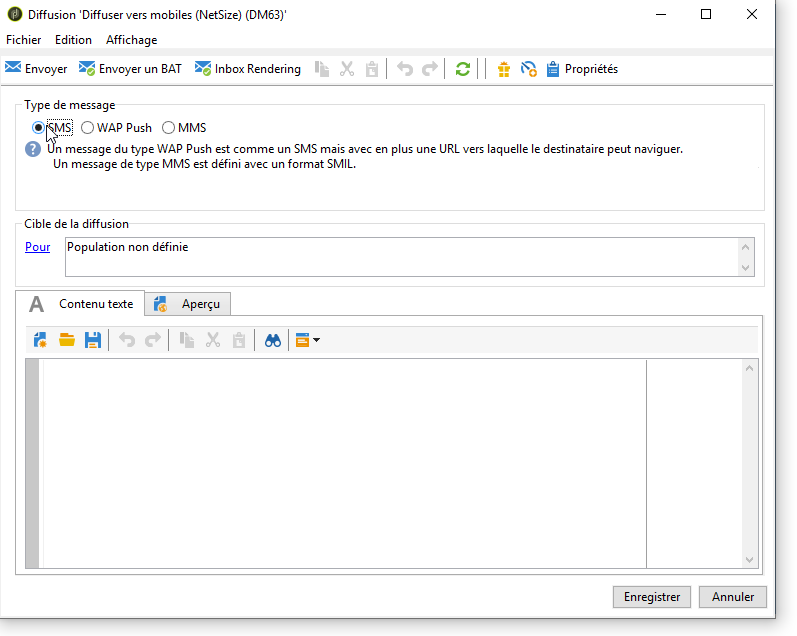 Diffusion 'Diffuser vers mobiles (NetSize) (DM63)'
Fichier Edition Affichage
Envoyer Envoyer un BAT Inbox Rendering Propriétés
Type de message
SMS WAP Push MMS
Un message du type WAP Push est comme un SMS mais avec en plus une URL vers laquelle le destinataire peut naviguer.
Un message de type MMS est défini avec un format SMIL.
Cible de la diffusion
Pour Population non définie
A Contenu texte Aperçu
Enregistrer Annuler